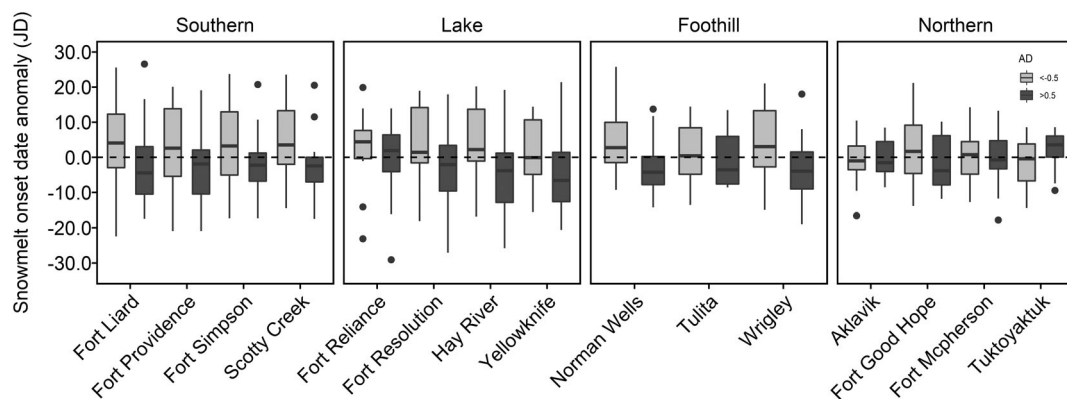 Southern
Lake
Foothill
Northern
Snowmelt onset date anomaly (JD)
30.0
20.0
10.0
0.0
-10.0
-20.0
-30.0
AD
<-0.5
>0.5
Fort Liard
Fort Providence
Fort Simpson
Scotty Creek
Fort Reliance
Fort Resolution
Hay River
Yellowknife
Norman Wells
Tulita
Wrigley
Aklavik
Fort Good Hope
Fort Mcpherson
Tuktoyaktuk